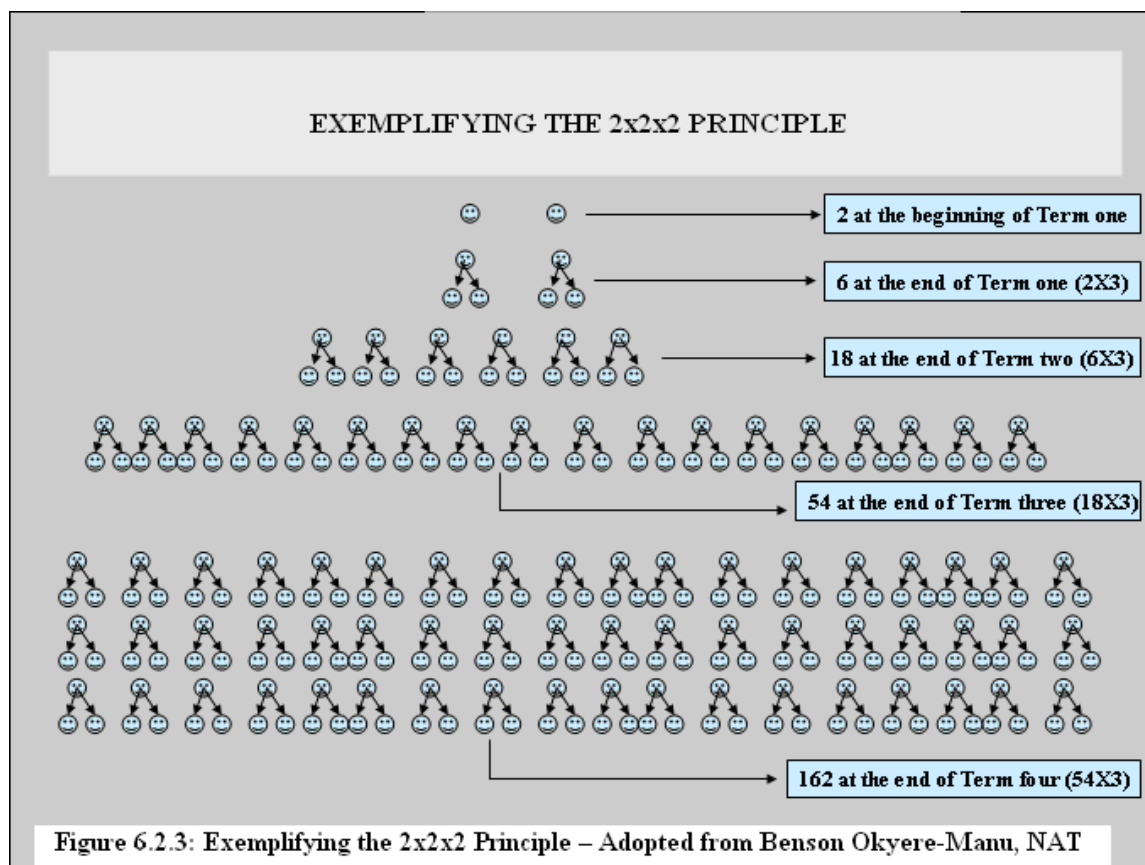 EXEMPLIFYING THE 2x2x2 PRINCIPLE
2 at the beginning of Term one
6 at the end of Term one (2X3)
18 at the end of Term two (6X3)
54 at the end of Term three (18X3)
162 at the end of Term four (54X3)
Figure 6.2.3: Exemplifying the 2x2x2 Principle – Adopted from Benson Okyere-Manu, NAT